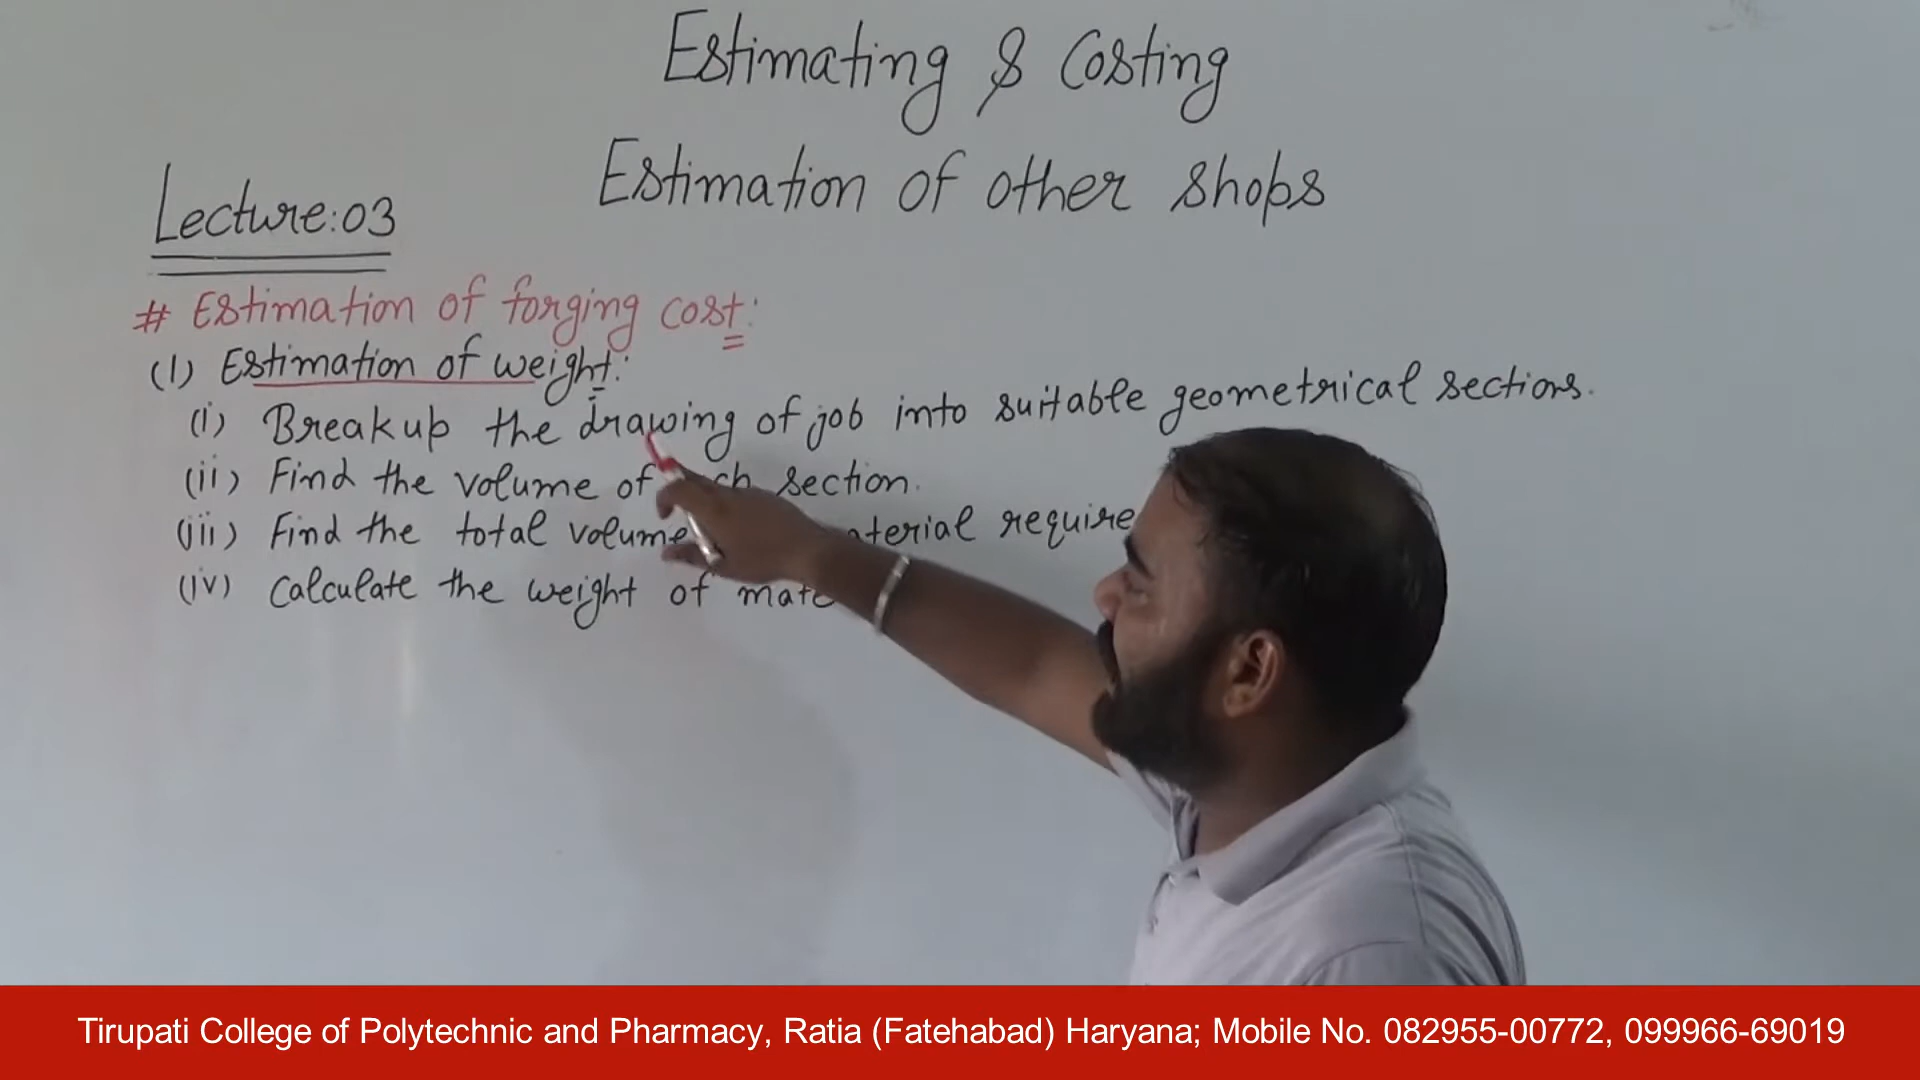 Estimating & Costing
Estimation of other shops
Lecture:03
# Estimation of forging cost:
(1) Estimation of weight:
(i) Breakup the drawing of job into suitable geometrical sections.
(ii) Find the volume of section.
(iii) Find the total volume require
(iv) Calculate the weight of
Tirupati College of Polytechnic and Pharmacy, Ratia (Fatehabad) Haryana; Mobile No. 082955-00772, 099966-69019